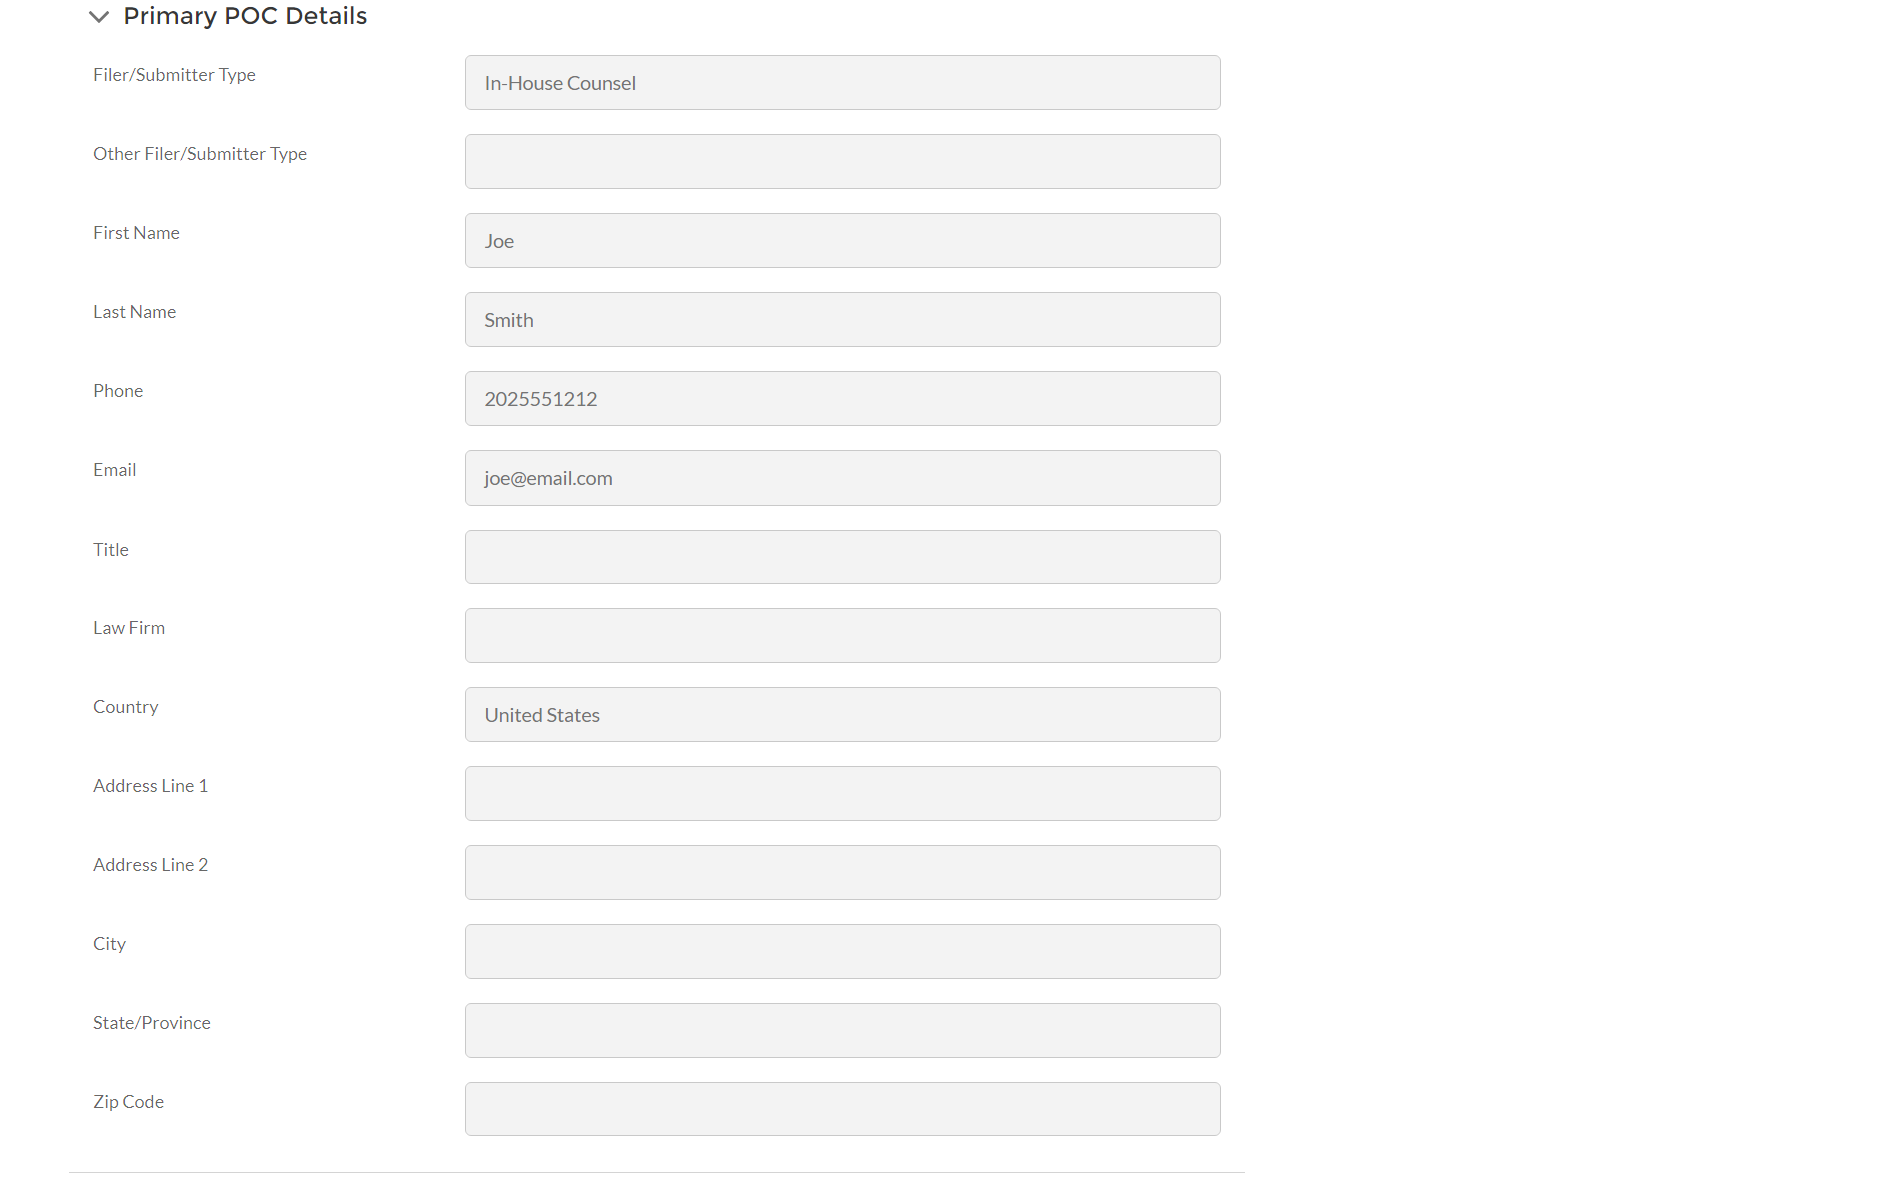 Primary POC Details
Filer/Submitter Type
In-House Counsel
Other Filer/Submitter Type
First Name
Joe
Last Name
Smith
Phone
2025551212
Email
joe@email.com
Title
Law Firm
Country
United States
Address Line 1
Address Line 2
City
State/Province
Zip Code